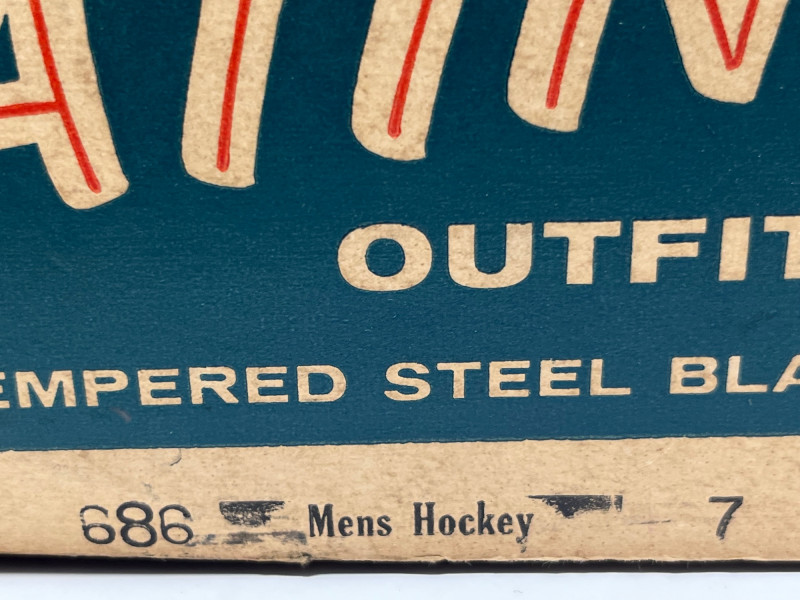 OUTFIT
EMPERED STEEL BLA
686 Mens Hockey 7